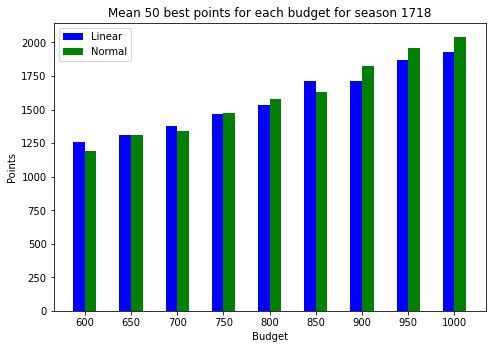 Mean 50 best points for each budget for season 1718
Linear
Normal
2000
1750
1500
1250
1000
750
500
250
0
Points
600 650 700 750 800 850 900 950 1000
Budget